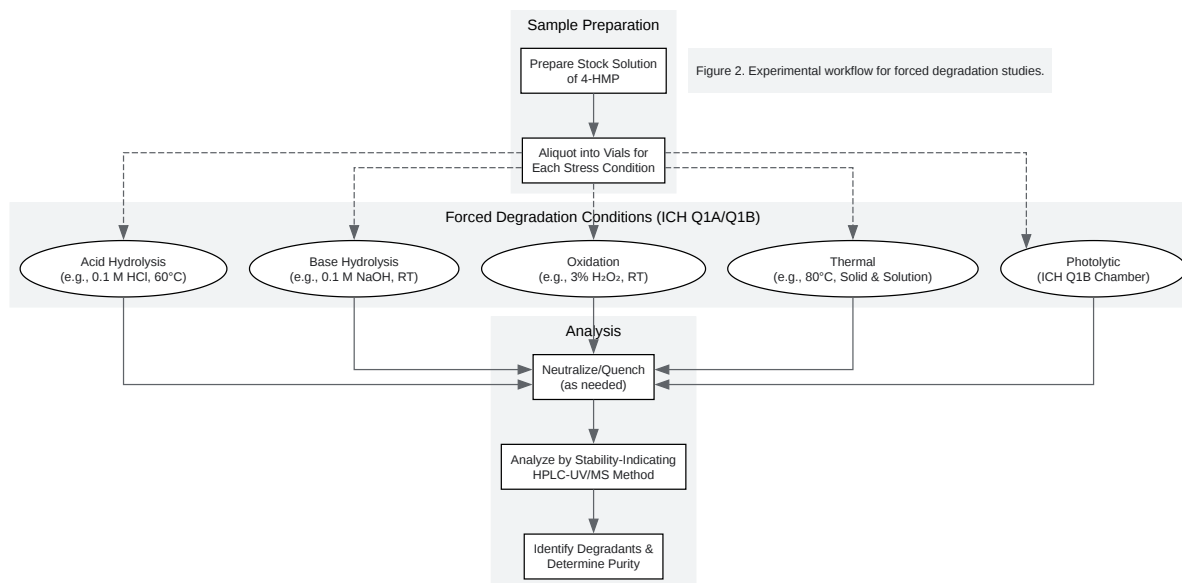 Sample Preparation
Prepare Stock Solution
of 4-HMP
Figure 2. Experimental workflow for forced degradation studies.
Aliquot into Vials for
Each Stress Condition
Forced Degradation Conditions (ICH Q1A/Q1B)
Acid Hydrolysis
(e.g., 0.1 M HCl, 60°C)
Base Hydrolysis
(e.g., 0.1 M NaOH, RT)
Oxidation
(e.g., 3% H₂O₂, RT)
Thermal
(e.g., 80°C, Solid & Solution)
Photolytic
(ICH Q1B Chamber)
Analysis
Neutralize/Quench
(as needed)
Analyze by Stability-Indicating
HPLC-UV/MS Method
Identify Degradants &
Determine Purity